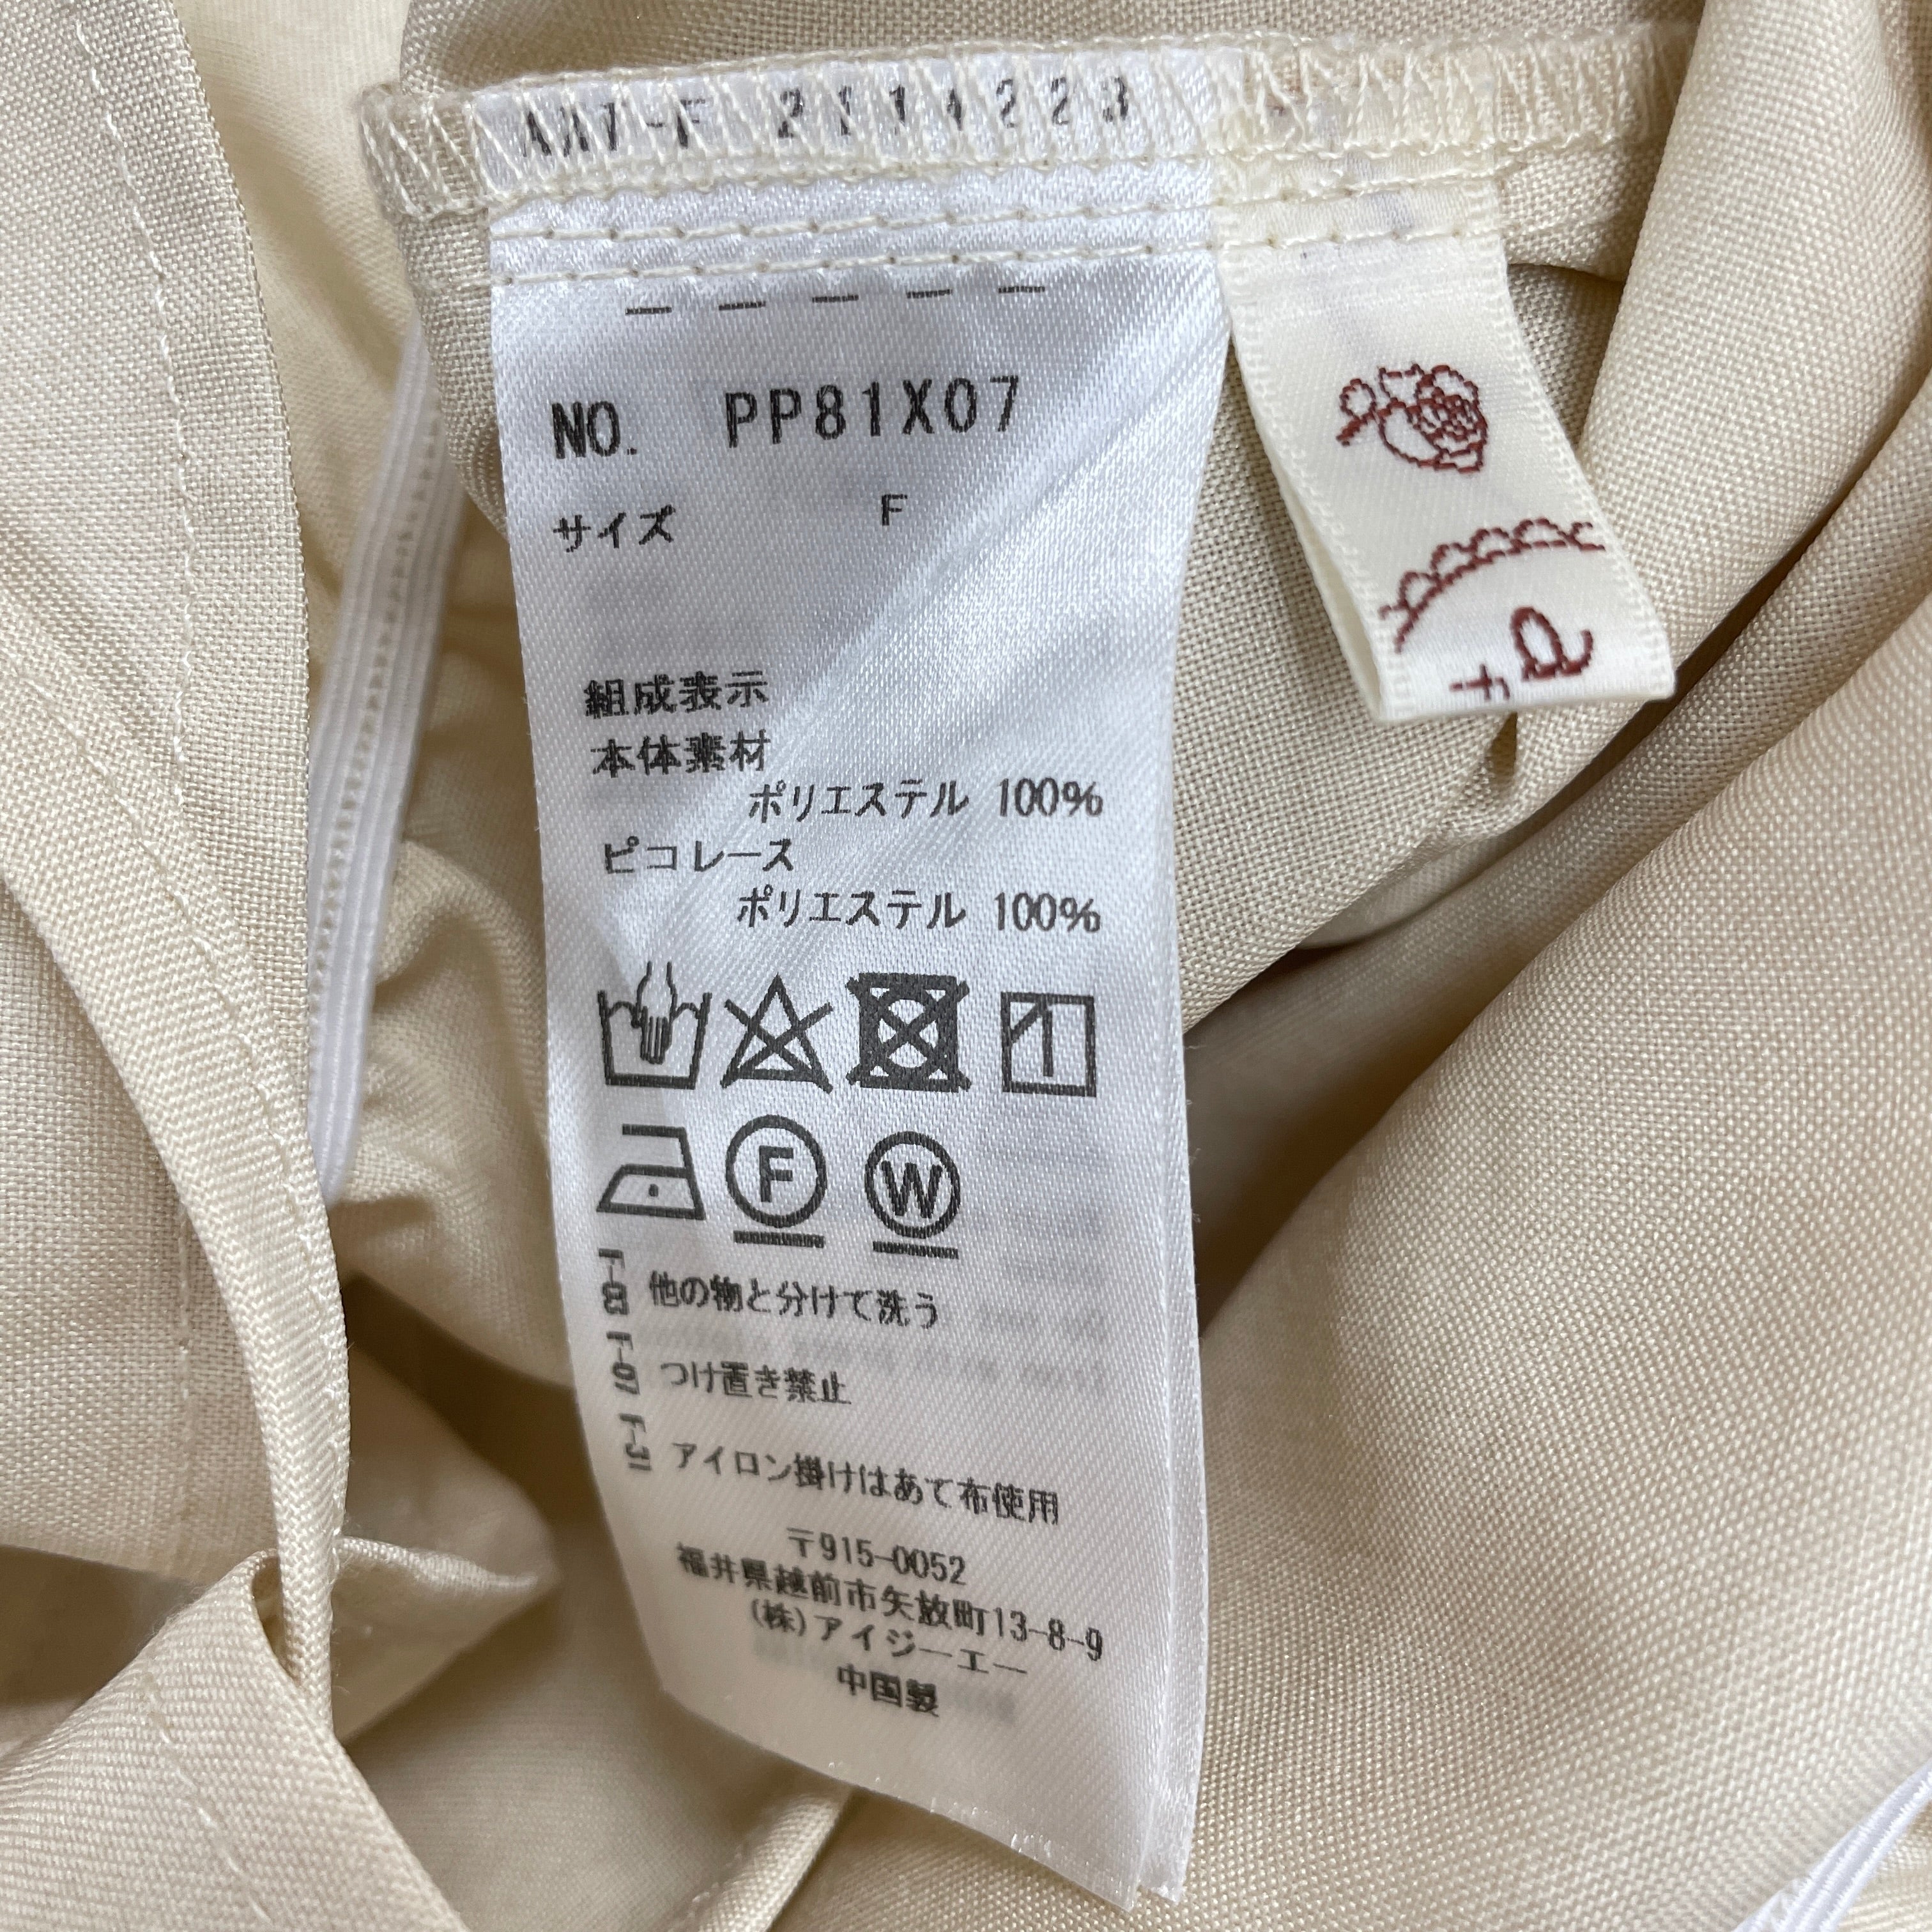 NO. PP81X07
サイズ F
組成表示
本体素材
ポリエステル 100%
ピコレース
ポリエステル 100%
F W
F-03 他の物と分けて洗う
F-07 つけ置き禁止
F-31 アイロン掛けはあて布使用
〒915-0052
福井県越前市矢放町13-8-9
(株)アイジーエー
中国製